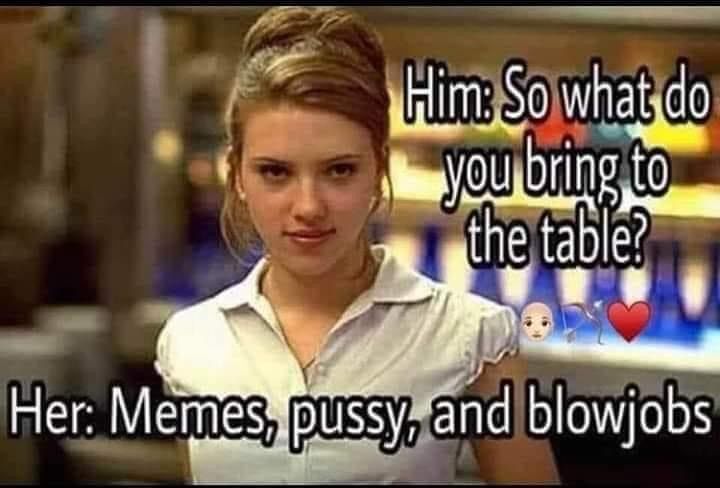 Him: So what do
you bring to
the table?
Her: Memes, pussy, and blowjobs